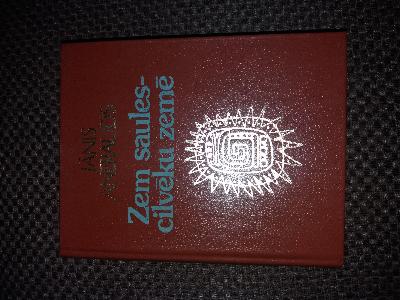 JĀNIS
Zem saules-
cilvēku zemē